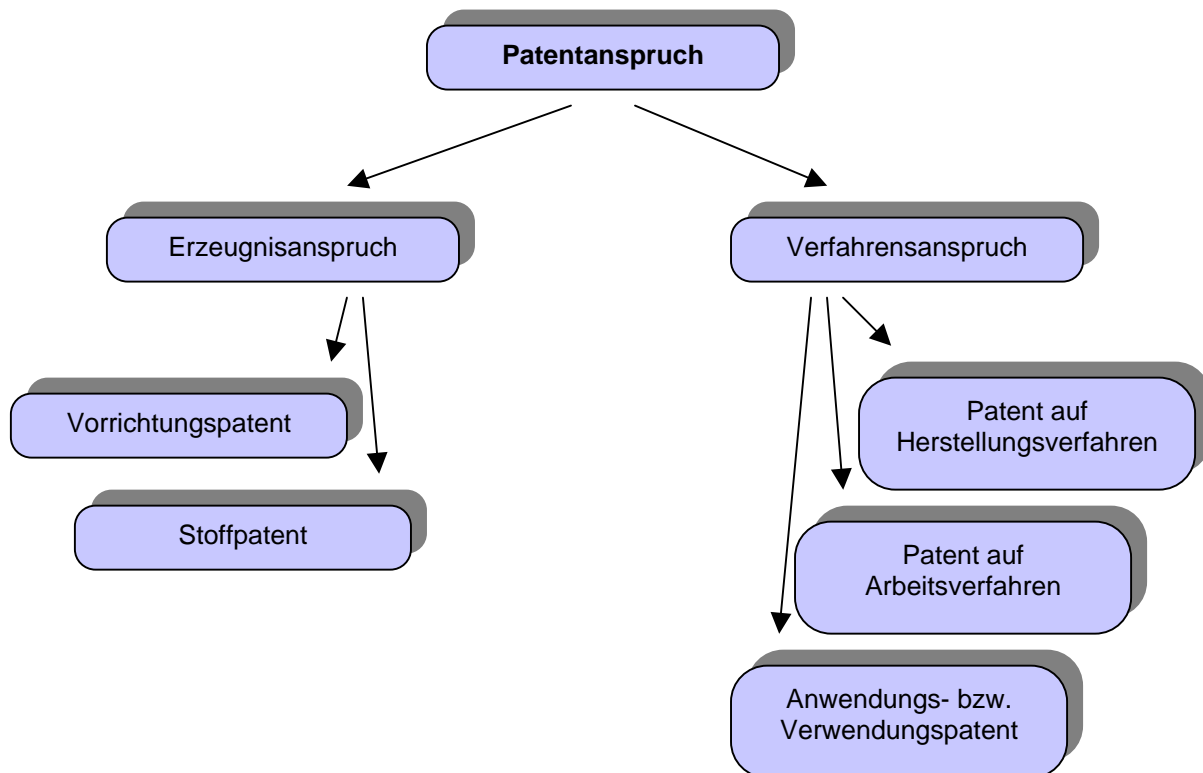 Patentanspruch
Erzeugnisanspruch
Verfahrensanspruch
Vorrichtungspatent
Stoffpatent
Patent auf
Herstellungsverfahren
Patent auf
Arbeitsverfahren
Anwendungs- bzw.
Verwendungspatent